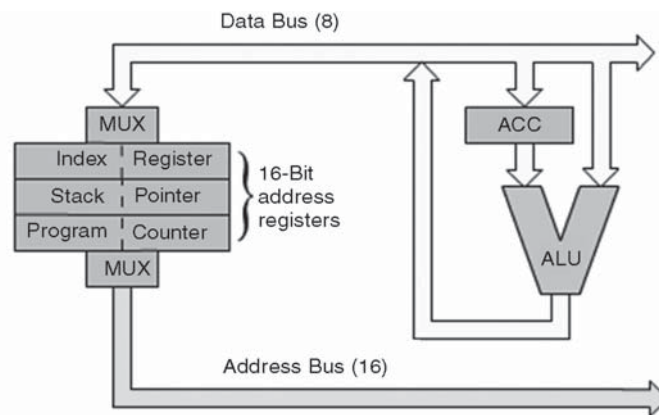 Data Bus (8)
MUX
Index Register
Stack Pointer
Program Counter
MUX
16-Bit
address
registers
ACC
ALU
Address Bus (16)